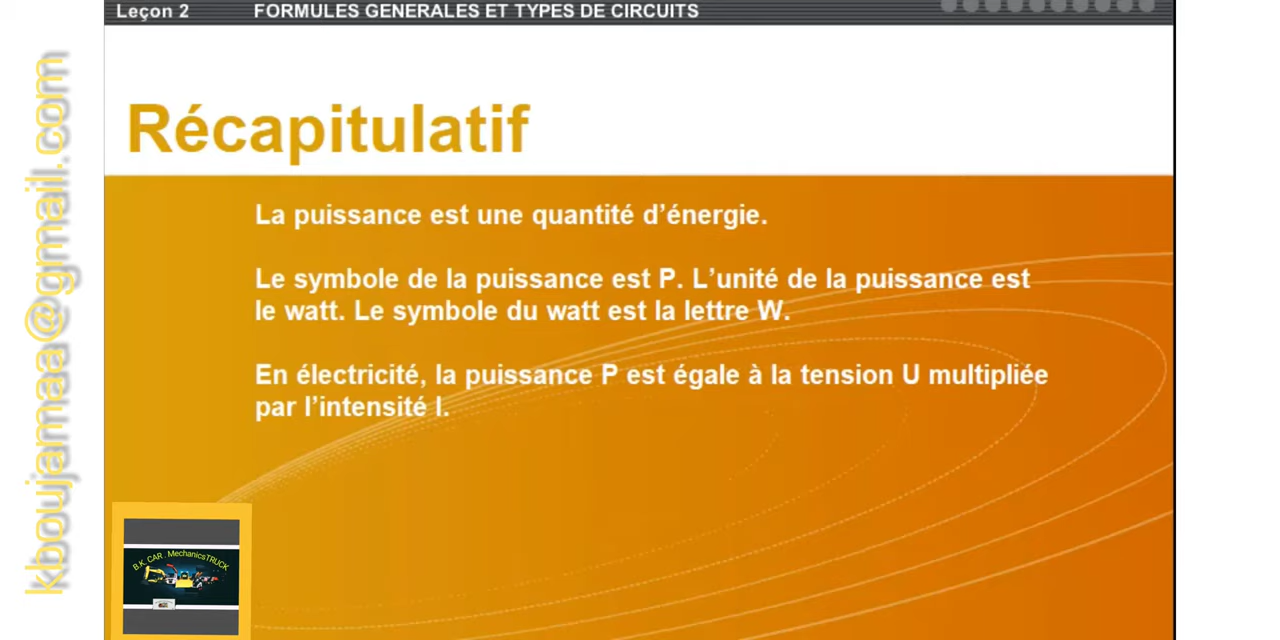 Leçon 2 FORMULES GENERALES ET TYPES DE CIRCUITS
Récapitulatif
La puissance est une quantité d’énergie.
Le symbole de la puissance est P. L’unité de la puissance est
le watt. Le symbole du watt est la lettre W.
En électricité, la puissance P est égale à la tension U multipliée
par l’intensité I.
kboujamaa@gmail.com
B.K CAR . MechanicsTRUCK